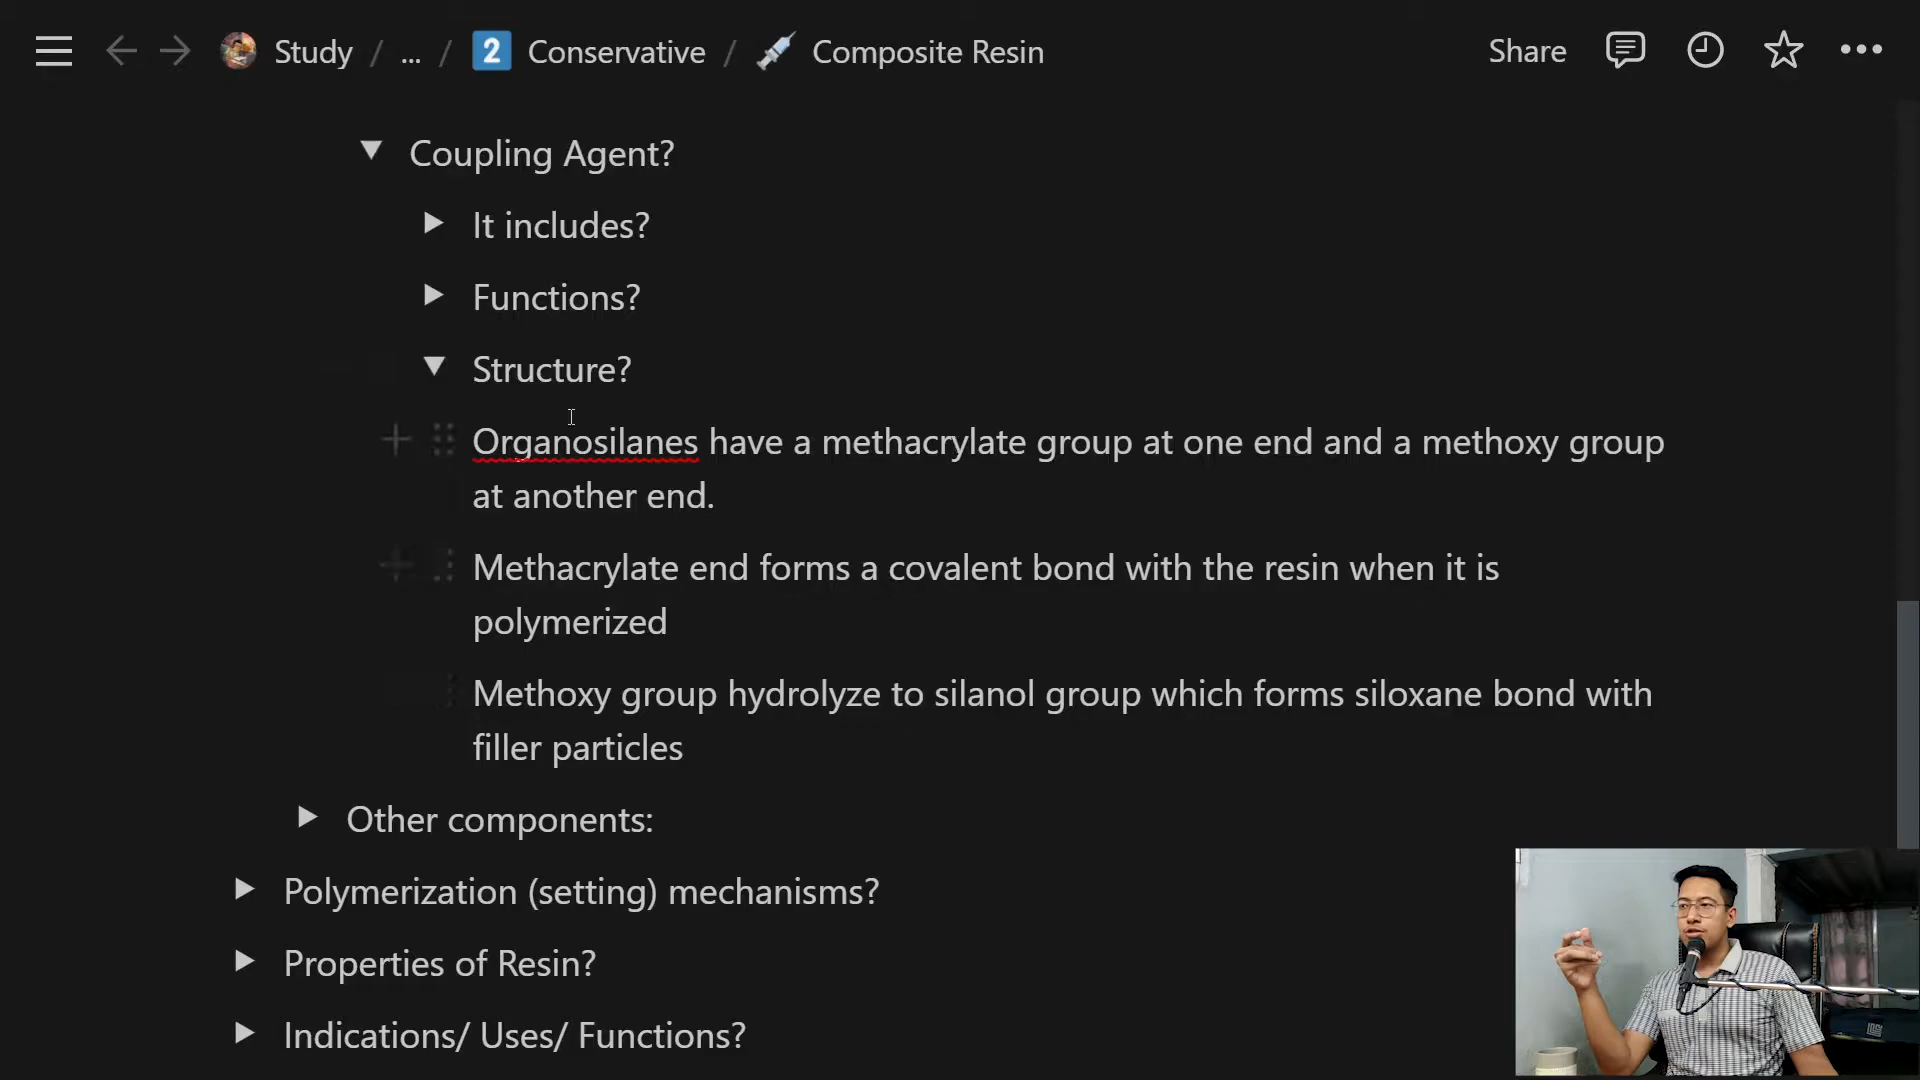 Study / ... / 2 Conservative / Composite Resin
Share
Coupling Agent?
It includes?
Functions?
Structure?
Organosilanes have a methacrylate group at one end and a methoxy group
at another end.
Methacrylate end forms a covalent bond with the resin when it is
polymerized
Methoxy group hydrolyze to silanol group which forms siloxane bond with
filler particles
Other components:
Polymerization (setting) mechanisms?
Properties of Resin?
Indications/ Uses/ Functions?